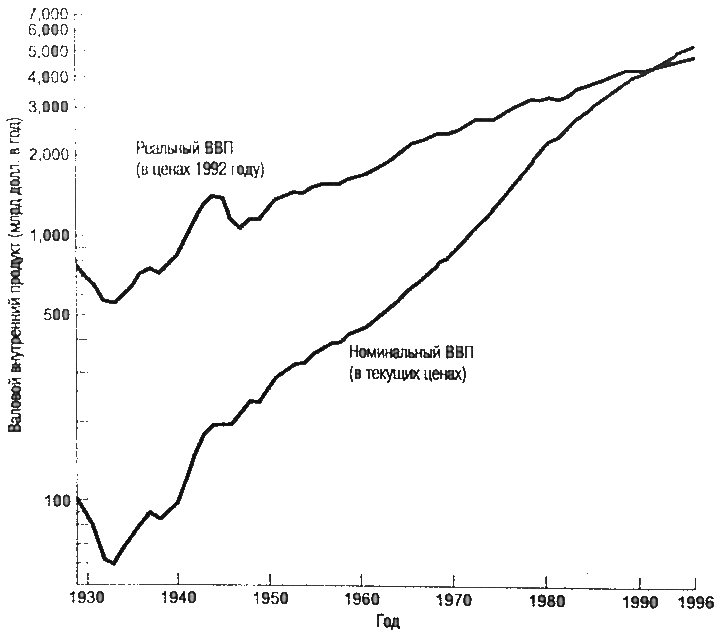 7,000
6,000
5,000
4,000
3,000
2,000
1,000
500
100
Валовой внутренний продукт (млад долл. в год)
Реальный ВВП
(в ценах 1992 году)
Номинальный ВВП
(в текущих ценах)
1930 1940 1950 1960 1970 1980 1990 1996
Год